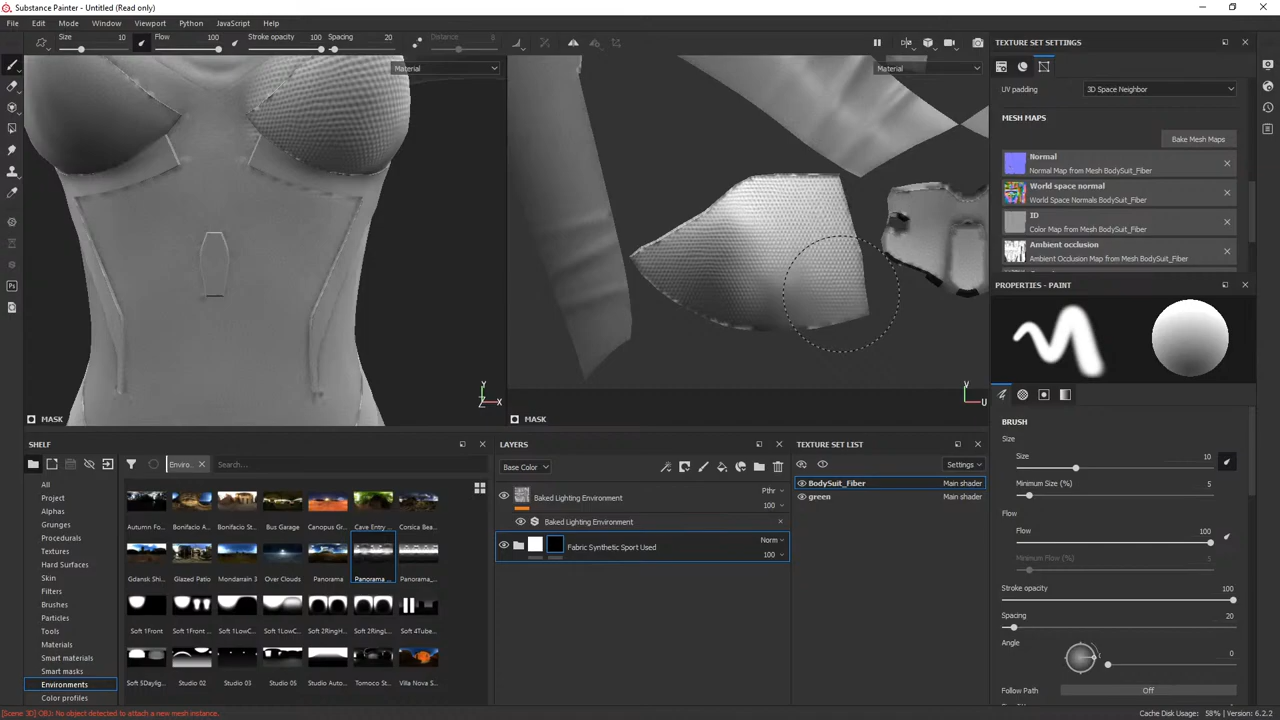 Substance Painter - Untitled (Read only)
File Edit Mode Window Viewport Python JavaScript Help
Size 10 Flow 100 Stroke opacity 100 Spacing 20 Distance 8
Material
Material
MASK
MASK
Y
Z X
V
U
TEXTURE SET SETTINGS
UV padding 3D Space Neighbor
MESH MAPS
Bake Mesh Maps
Normal
Normal Map from Mesh BodySuit_Fiber
World space normal
World Space Normals BodySuit_Fiber
ID
Color Map from Mesh BodySuit_Fiber
Ambient occlusion
Ambient Occlusion Map from Mesh BodySuit_Fiber
PROPERTIES - PAINT
BRUSH
Size
Size 10
Minimum Size (%) 5
Flow
Flow 100
Minimum Flow (%) 5
Stroke opacity 100
Spacing 20
Angle
0
Follow Path Off
SHELF
Enviro... Search...
All
Project
Alphas
Grunges
Procedurals
Textures
Hard Surfaces
Skin
Filters
Brushes
Particles
Tools
Materials
Smart materials
Smart masks
Environments
Color profiles
Autumn Fo... Bonifacio A... Bonifacio St... Bus Garage Canopus Gr... Cave Entry ... Corsica Bea...
Gdansk Shi... Glazed Patio Mondarrain 3 Over Clouds Panorama Panorama ... Panorama_...
Soft 1Front Soft 1Front ... Soft 1LowC... Soft 1LowC... Soft 2RingH... Soft 2RingL... Soft 4Tube...
Soft 5Daylig... Studio 02 Studio 03 Studio 05 Studio Auto... Tomoco St... Villa Nova S...
LAYERS
Base Color
Baked Lighting Environment Pthr
100
Baked Lighting Environment
Fabric Synthetic Sport Used Norm
100
TEXTURE SET LIST
Settings
BodySuit_Fiber Main shader
green Main shader
[Scene 3D] OBJ: No object detected to attach a new mesh instance.
Cache Disk Usage: 58% | Version: 6.2.2